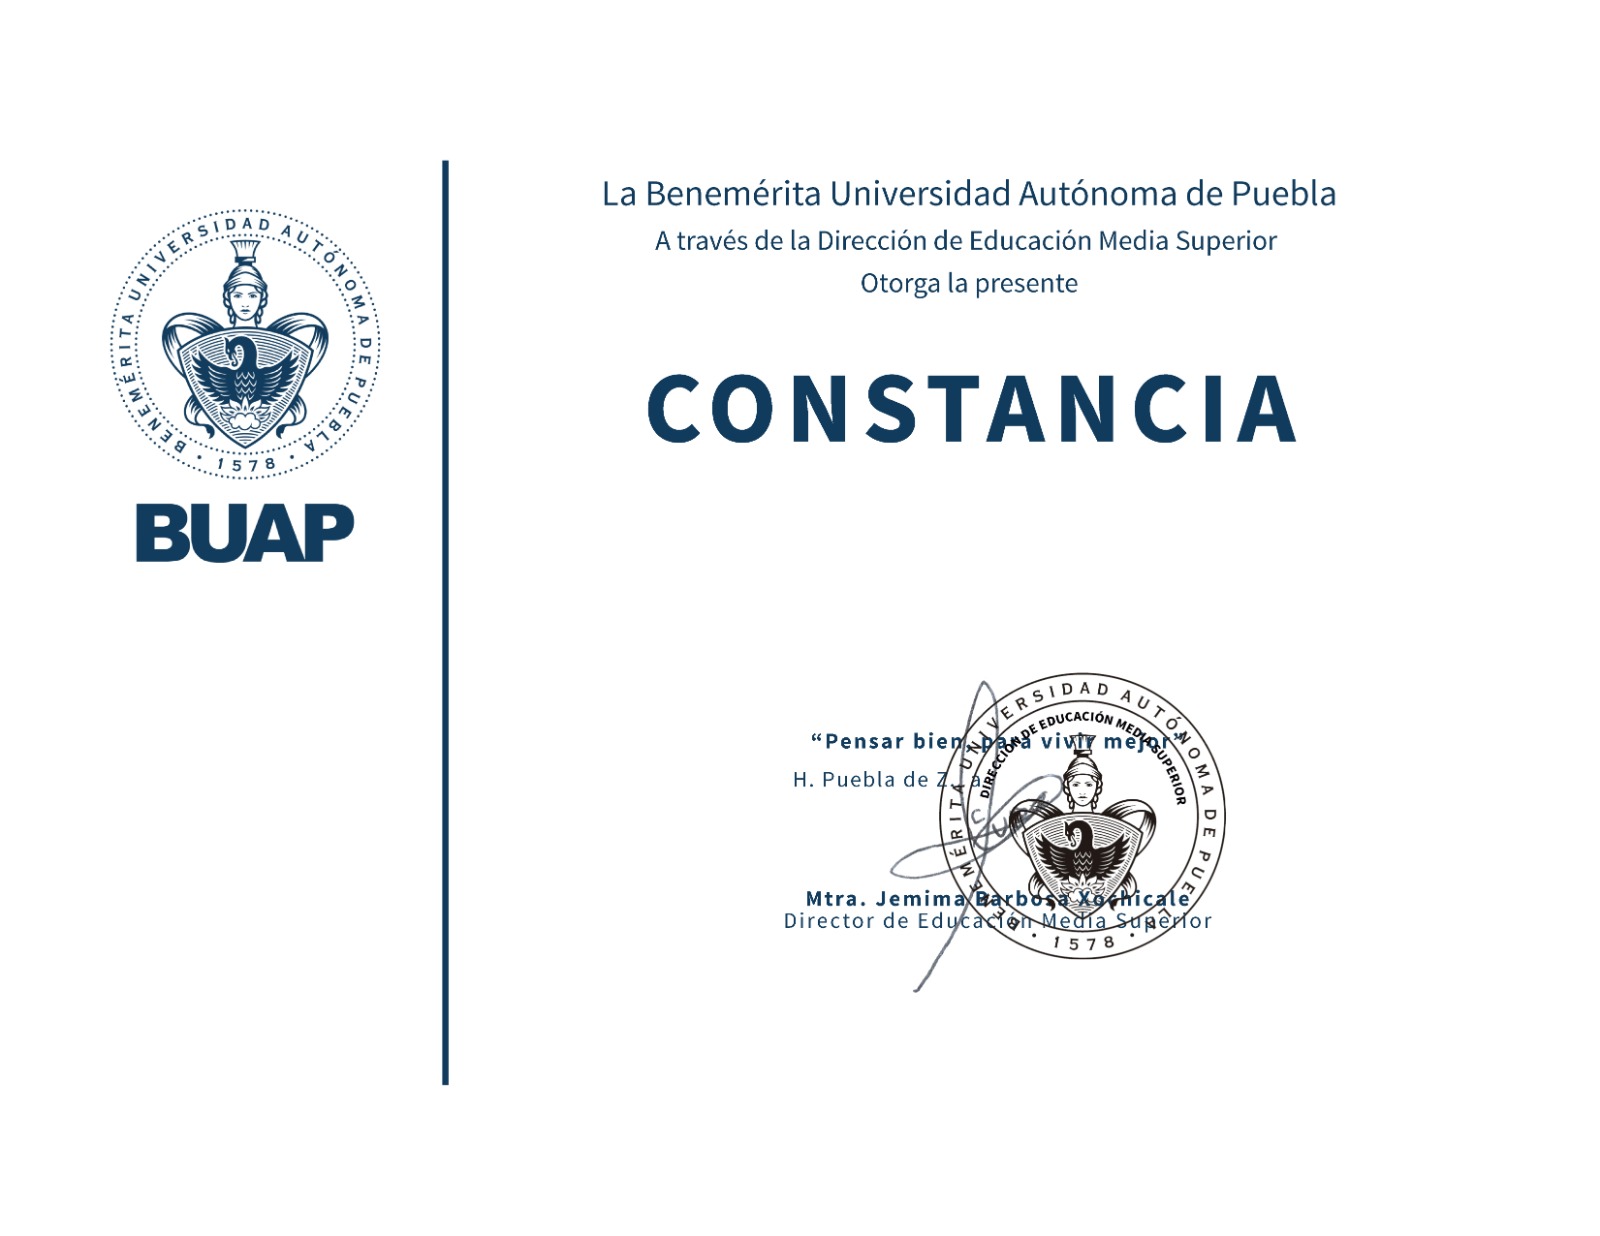 BENEMÉRITA UNIVERSIDAD AUTÓNOMA DE PUEBLA
· 1578 ·
BUAP
La Benemérita Universidad Autónoma de Puebla
A través de la Dirección de Educación Media Superior
Otorga la presente
CONSTANCIA
“Pensar bien, para vivir mejor”
H. Puebla de Z. a
BENEMÉRITA UNIVERSIDAD AUTÓNOMA DE PUEBLA
DIRECCIÓN DE EDUCACIÓN MEDIA SUPERIOR
· 1578 ·
Mtra. Jemima Barbosa Xochicale
Director de Educación Media Superior